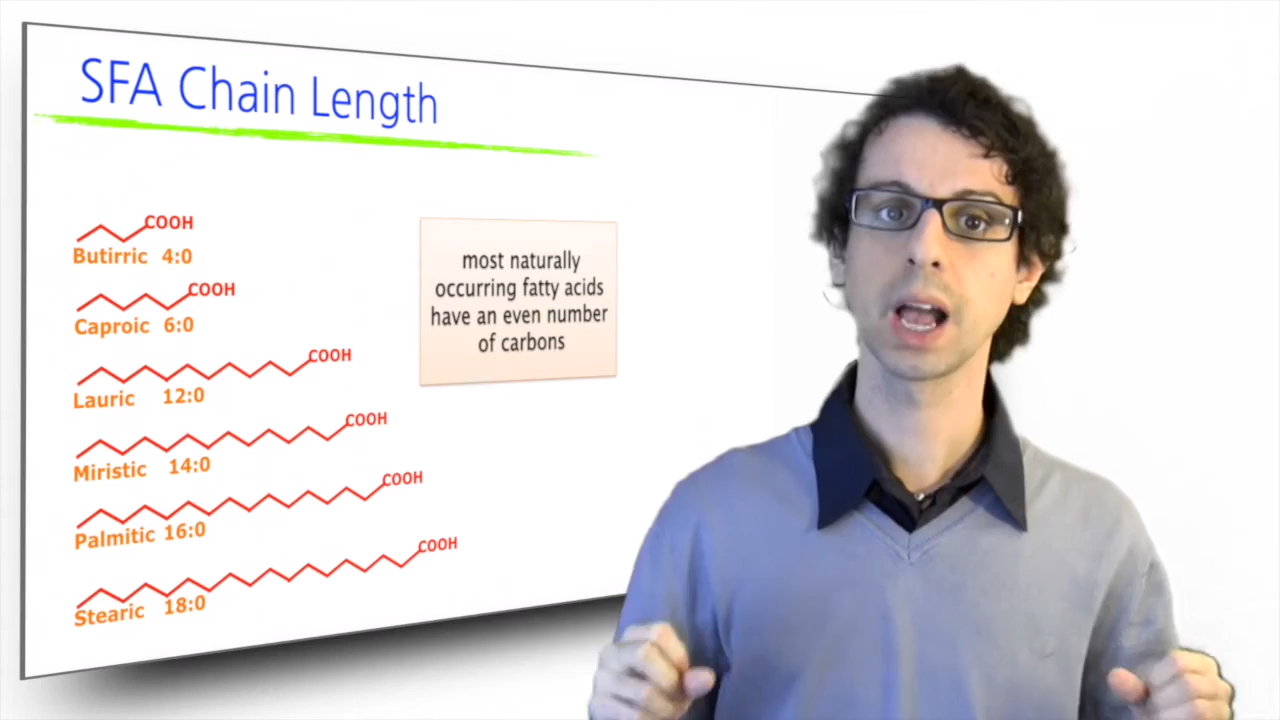 SFA Chain Length
COOH
Butirric 4:0
COOH
Caproic 6:0
COOH
Lauric 12:0
COOH
Miristic 14:0
COOH
Palmitic 16:0
COOH
Stearic 18:0
most naturally
occurring fatty acids
have an even number
of carbons